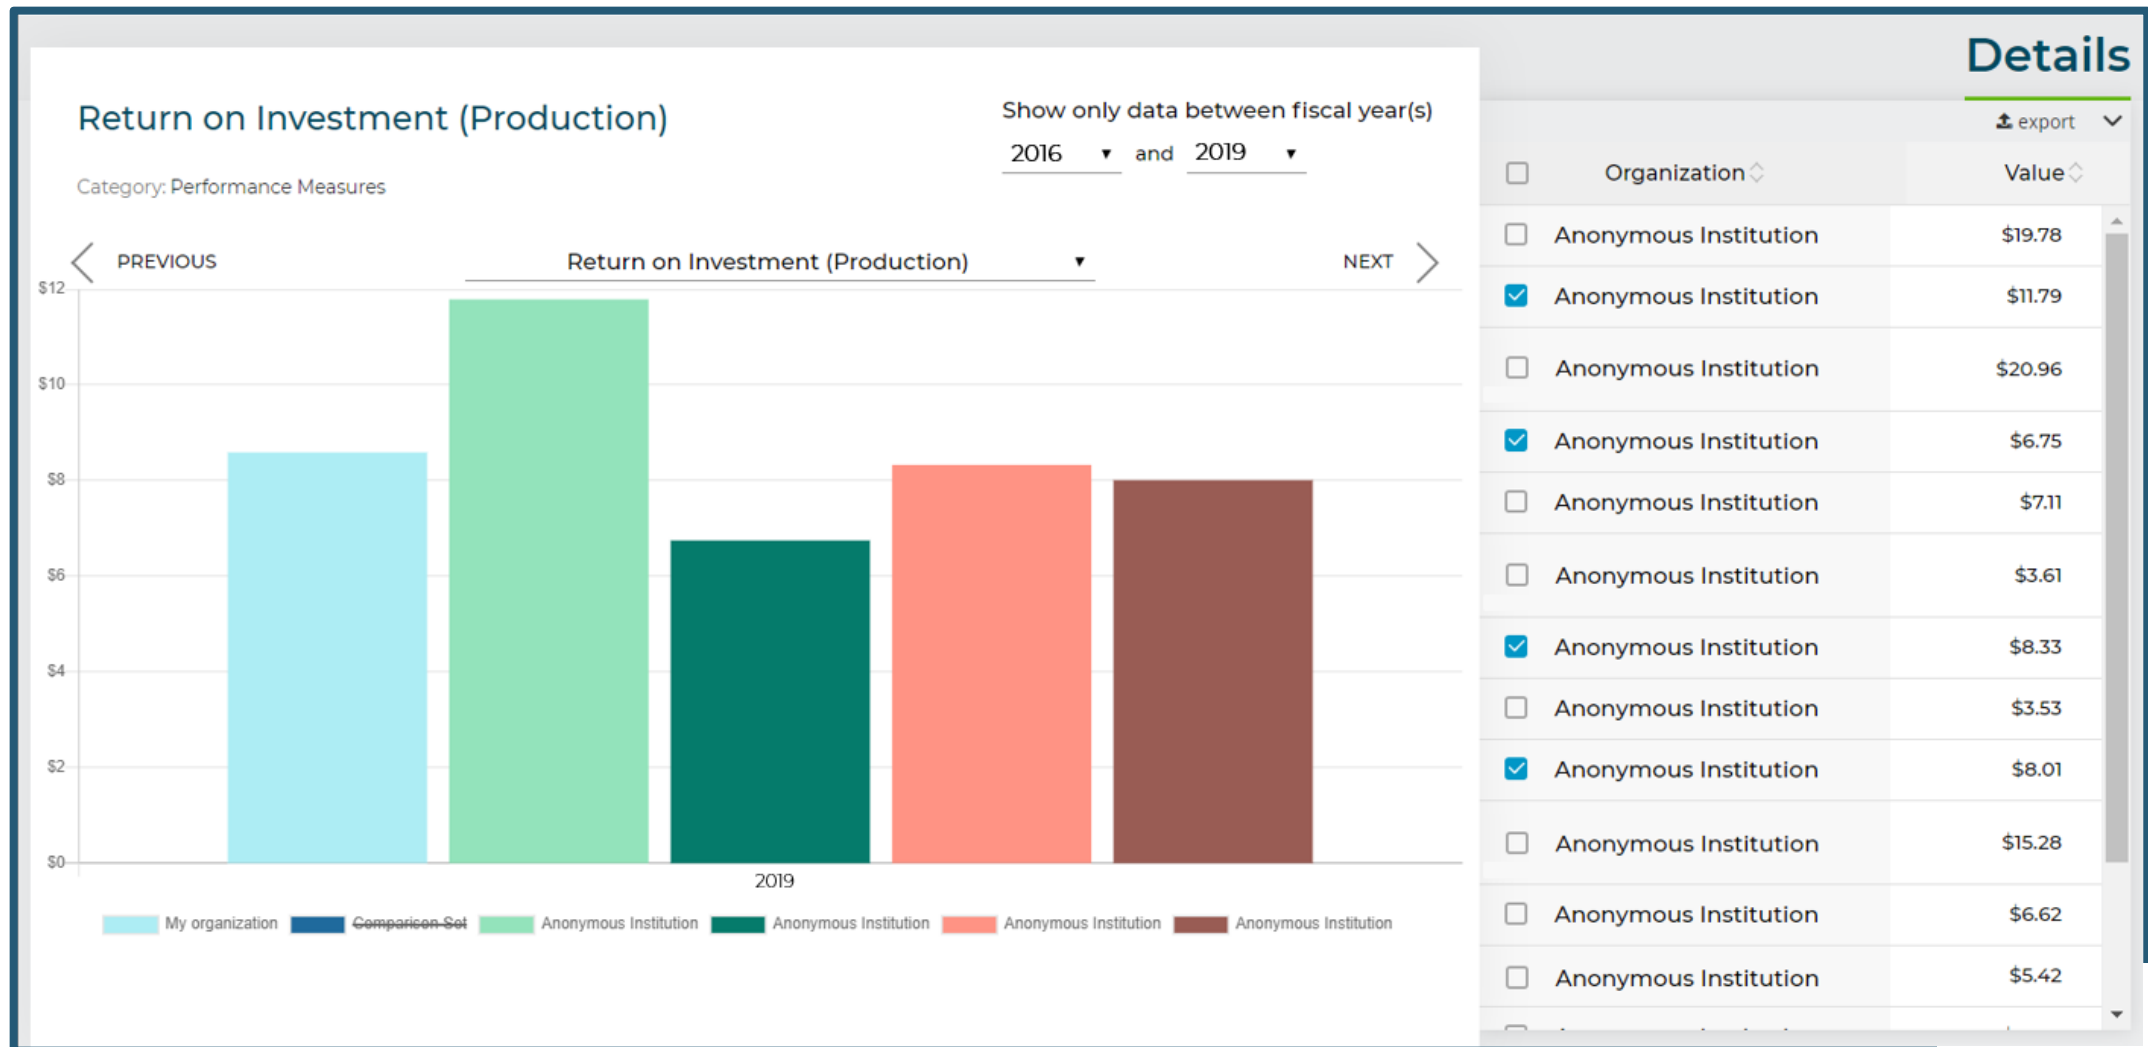 Details
Return on Investment (Production)
Show only data between fiscal year(s)
2016 ▼ and 2019 ▼
Category: Performance Measures
export
Organization Value
PREVIOUS Return on Investment (Production) ▼ NEXT
$12
$10
$8
$6
$4
$2
$0
2019
My organization Comparison Set Anonymous Institution Anonymous Institution Anonymous Institution Anonymous Institution
Anonymous Institution $19.78
Anonymous Institution $11.79
Anonymous Institution $20.96
Anonymous Institution $6.75
Anonymous Institution $7.11
Anonymous Institution $3.61
Anonymous Institution $8.33
Anonymous Institution $3.53
Anonymous Institution $8.01
Anonymous Institution $15.28
Anonymous Institution $6.62
Anonymous Institution $5.42